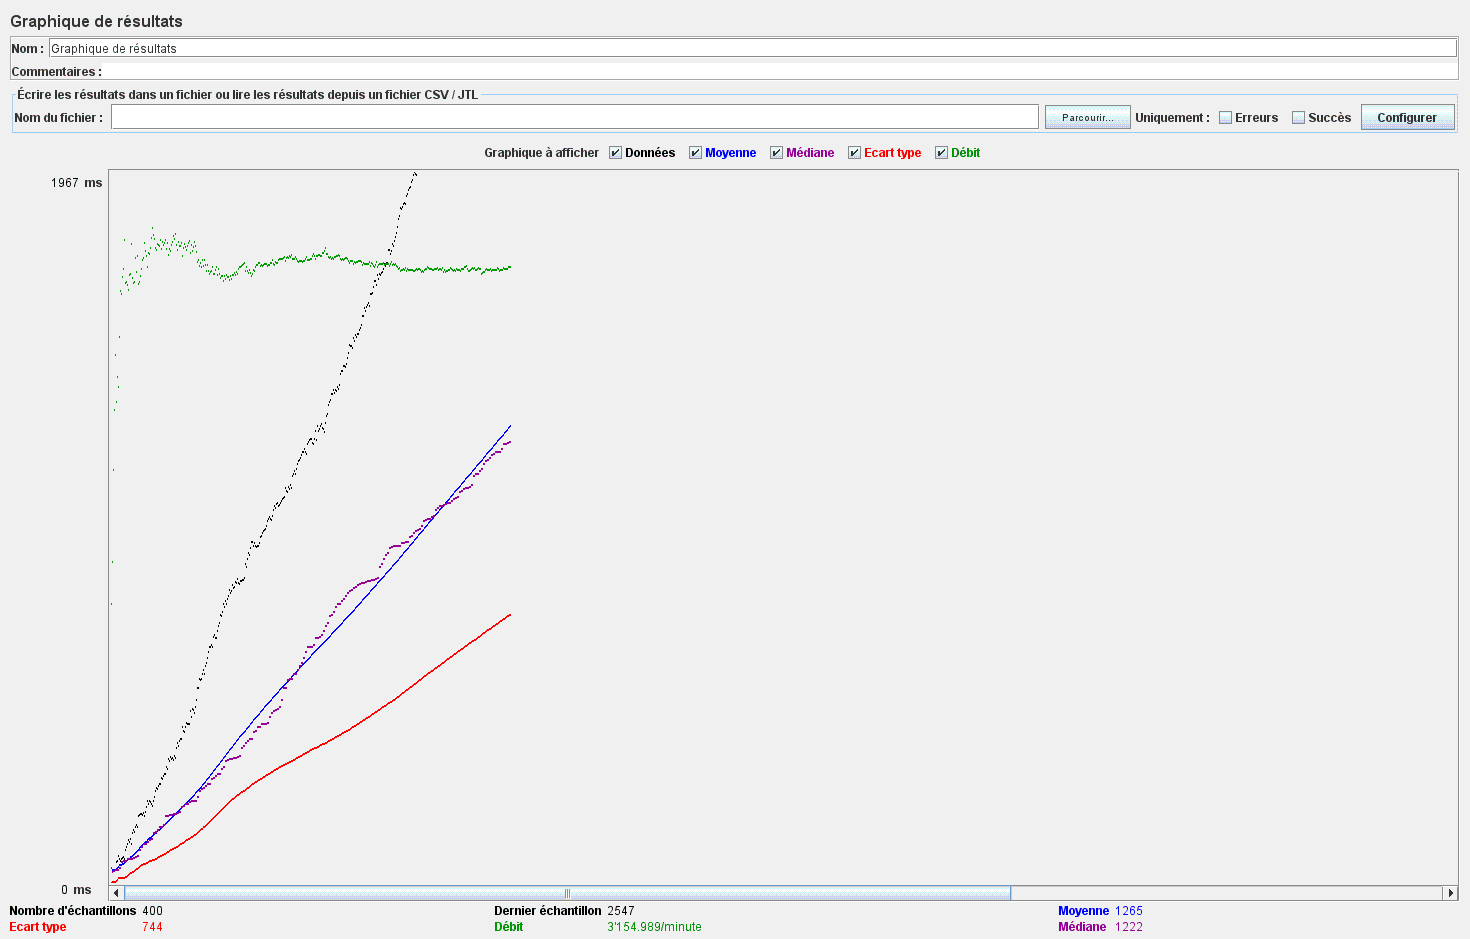 Graphique de résultats
Nom : Graphique de résultats
Commentaires :
Écrire les résultats dans un fichier ou lire les résultats depuis un fichier CSV / JTL
Nom du fichier : Parcourir... Uniquement : Erreurs Succès Configurer
Graphique à afficher Données Moyenne Médiane Ecart type Débit
1967 ms
0 ms
Nombre d'échantillons 400 Dernier échantillon 2547 Moyenne 1265
Ecart type 744 Débit 3'154.989/minute Médiane 1222